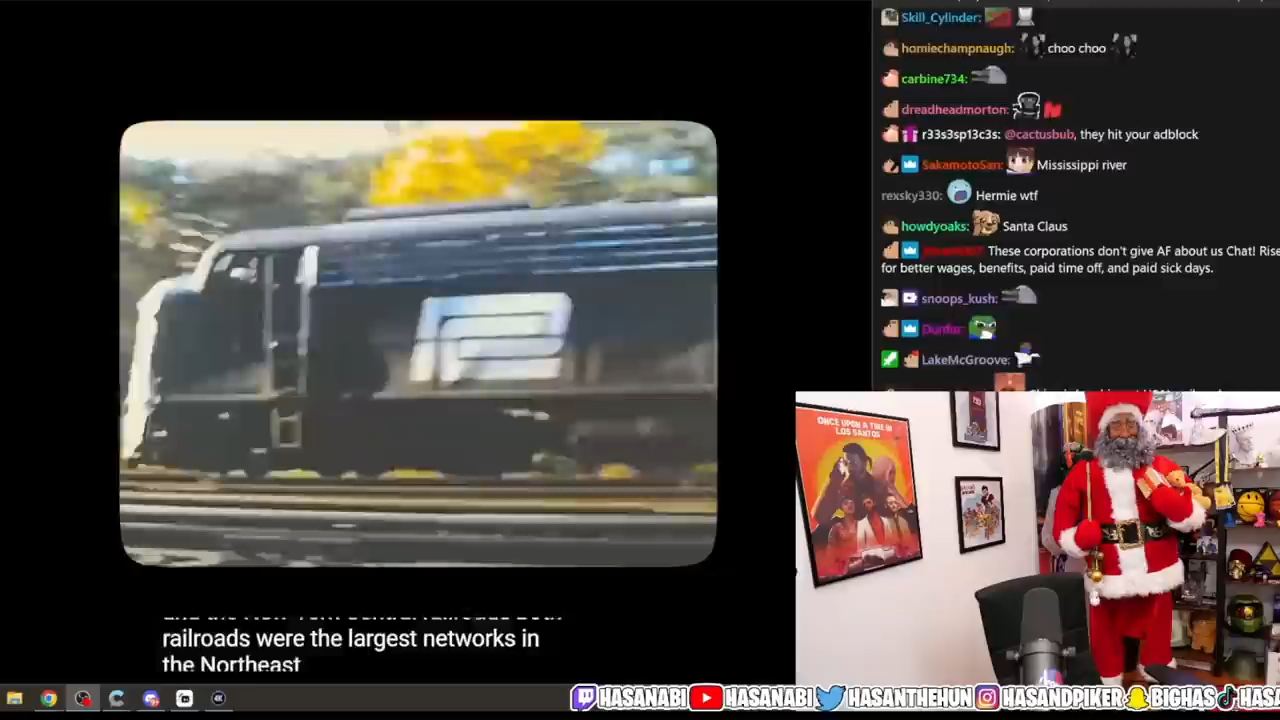 Skill_Cylinder:
homiechampnaugh: choo choo
carbine734:
dreadheadmorton:
r33s3sp13c3s: @cactusbub, they hit your adblock
SakamotoSan: Mississippi river
rexsky330: Hermie wtf
howdyoaks: Santa Claus
These corporations don't give AF about us Chat! Rise
for better wages, benefits, paid time off, and paid sick days.
snoops_kush:
LakeMcGroove:
ONCE UPON A TIME IN
LOS SANTOS
railroads were the largest networks in
the Northeast
HASANABI HASANABI HASANTHEHUN HASANDPIKER BIGHAS HASANA